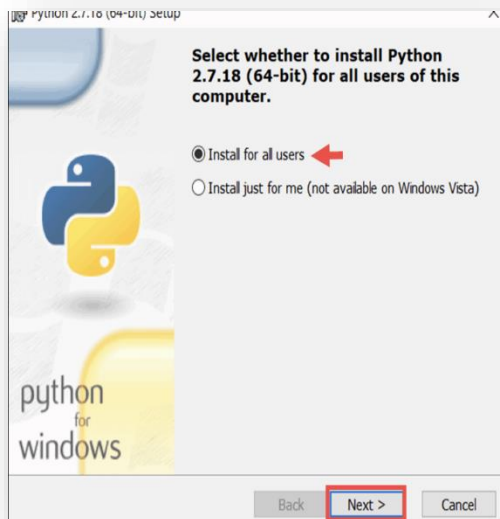 Python 2.7.18 (64-bit) Setup
Select whether to install Python
2.7.18 (64-bit) for all users of this
computer.
Install for all users
Install just for me (not available on Windows Vista)
python
for
windows
Back
Next >
Cancel